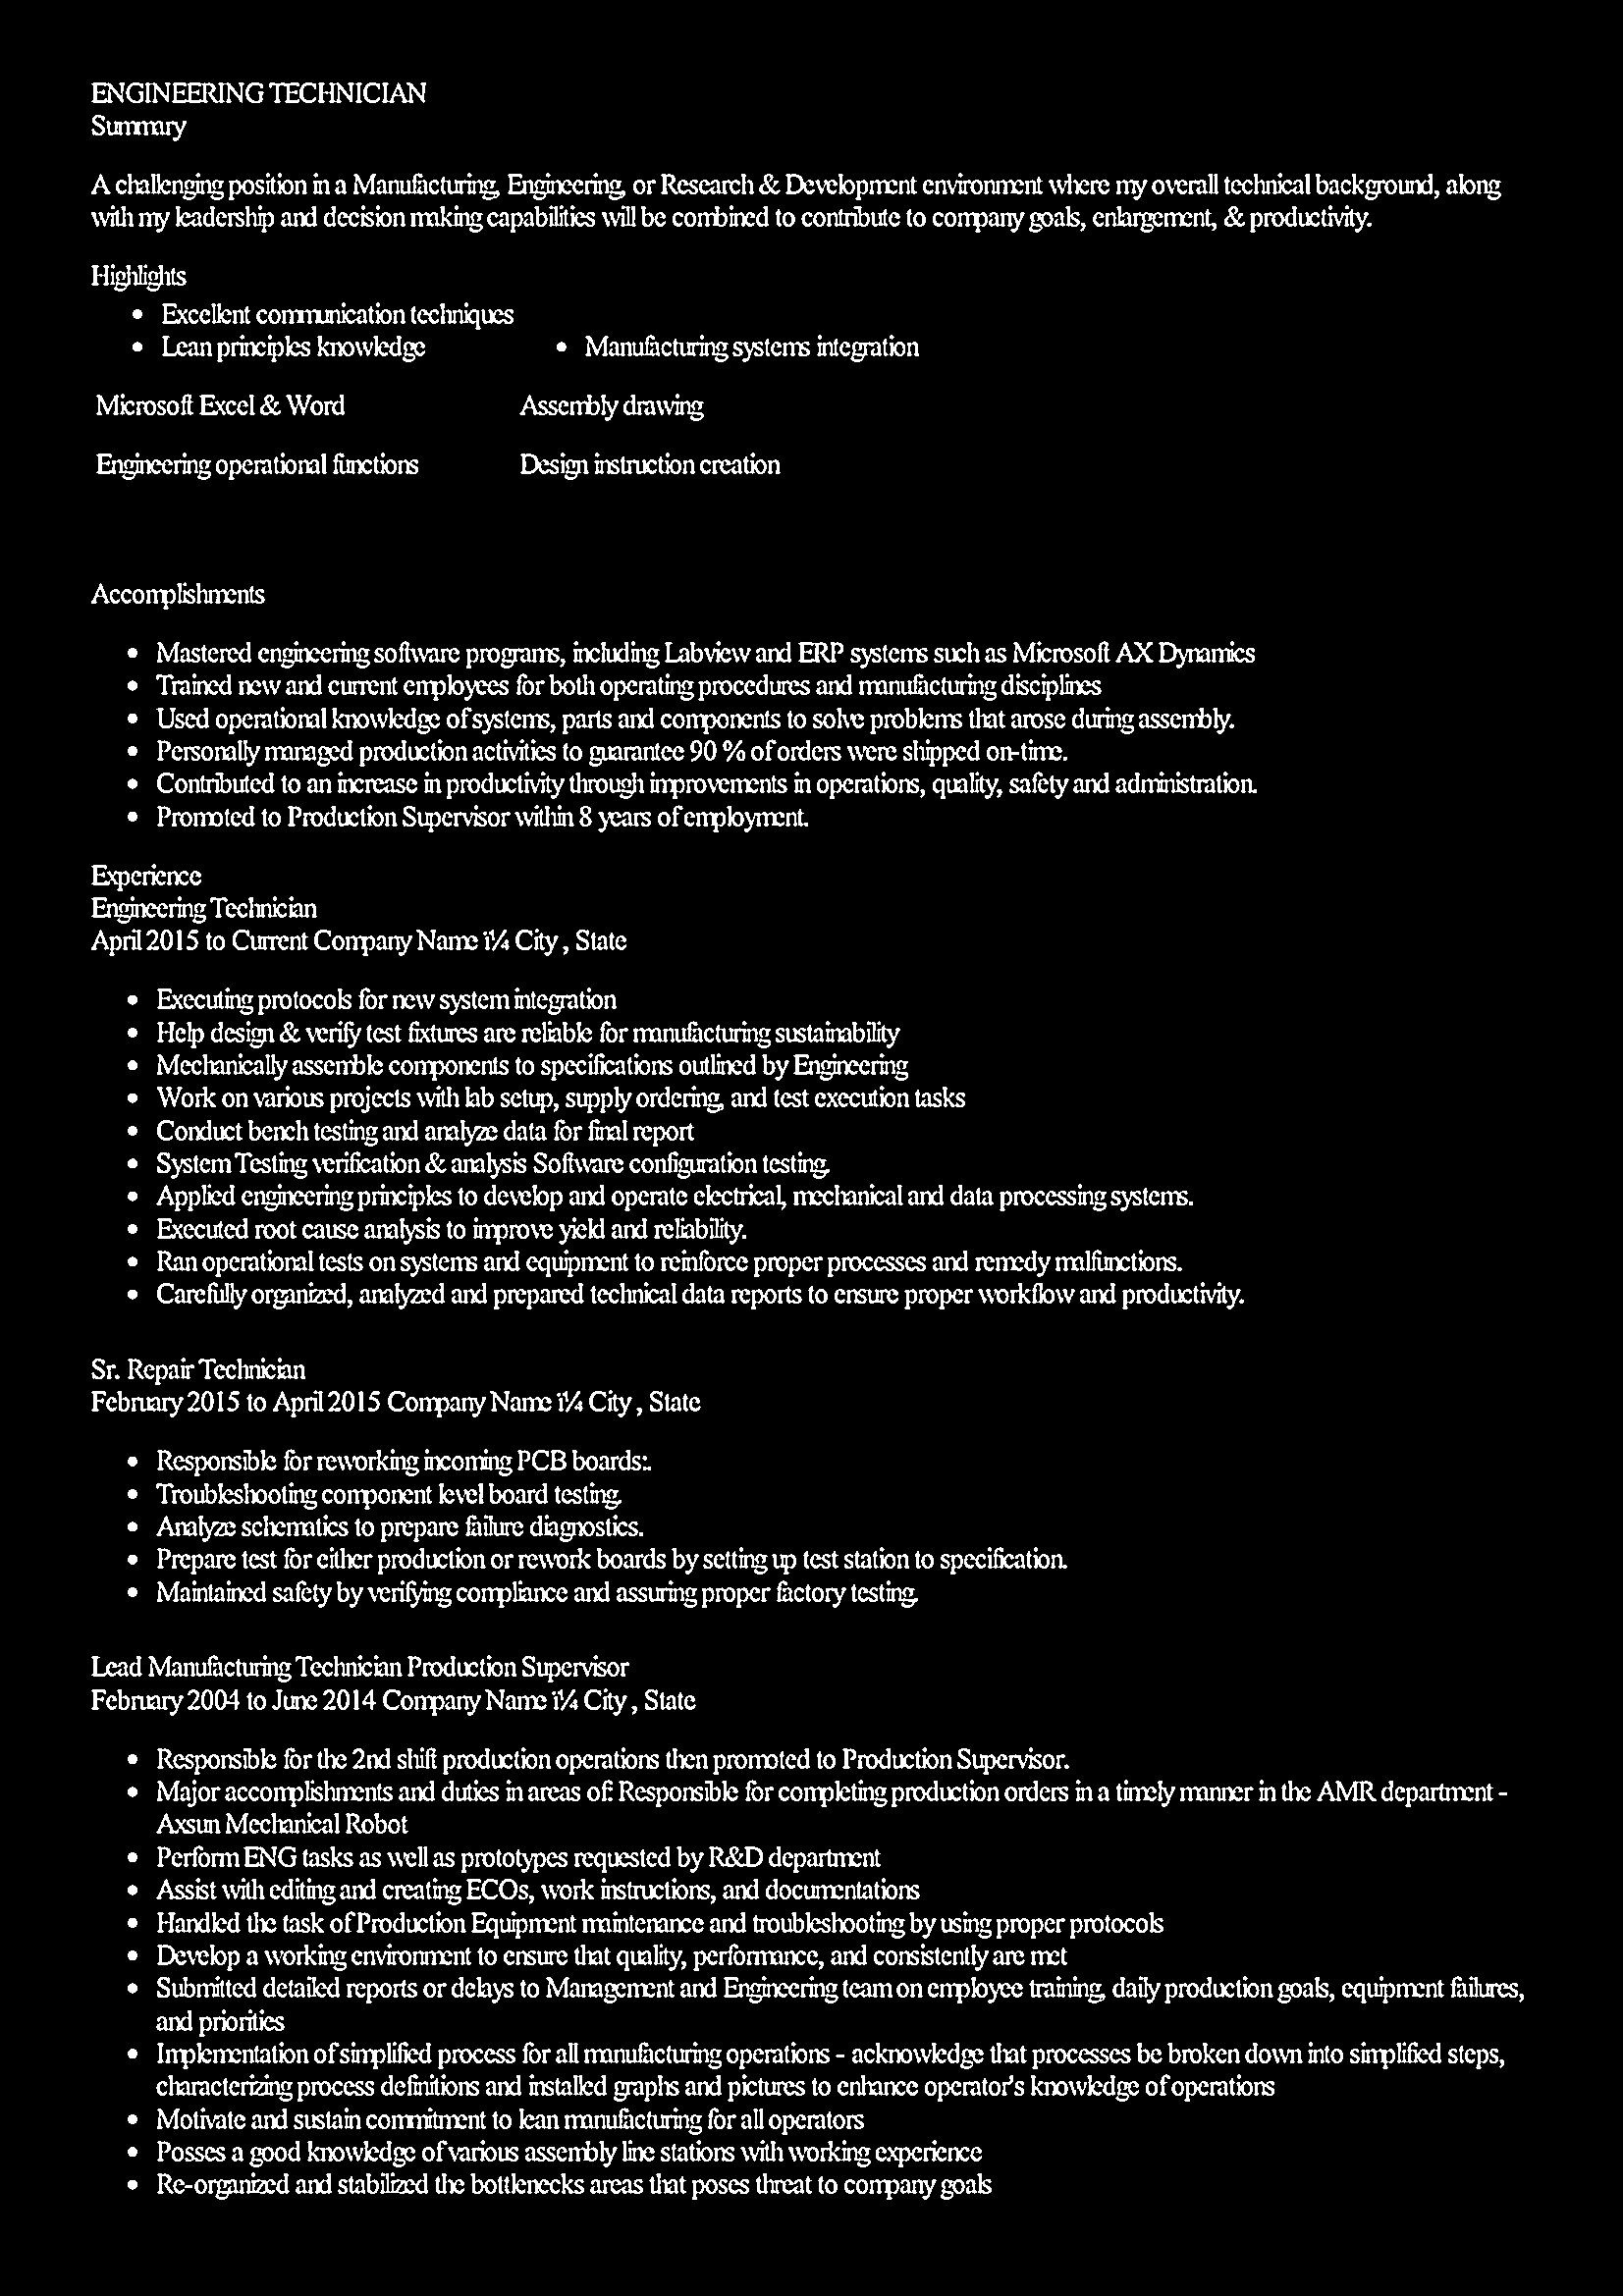 ENGINEERING TECHNICIAN
Summary
A challenging position in a Manufacturing, Engineering, or Research & Development environment where my overall technical background, along
with my leadership and decision making capabilities will be combined to contribute to company goals, enlargement, & productivity.
Highlights
• Excellent communication techniques
• Lean principles knowledge • Manufacturing systems integration
Microsoft Excel & Word Assembly drawing
Engineering operational functions Design instruction creation
Accomplishments
• Mastered engineering software programs, including Labview and ERP systems such as Microsoft AX Dynamics
• Trained new and current employees for both operating procedures and manufacturing disciplines
• Used operational knowledge of systems, parts and components to solve problems that arose during assembly.
• Personally managed production activities to guarantee 90 % of orders were shipped on-time.
• Contributed to an increase in productivity through improvements in operations, quality, safety and administration.
• Promoted to Production Supervisor within 8 years of employment.
Experience
Engineering Technician
April 2015 to Current Company Name ï¼ City , State
• Executing protocols for new system integration
• Help design & verify test fixtures are reliable for manufacturing sustainability
• Mechanically assemble components to specifications outlined by Engineering
• Work on various projects with lab setup, supply ordering, and test execution tasks
• Conduct bench testing and analyze data for final report
• System Testing verification & analysis Software configuration testing.
• Applied engineering principles to develop and operate electrical, mechanical and data processing systems.
• Executed root cause analysis to improve yield and reliability.
• Ran operational tests on systems and equipment to reinforce proper processes and remedy malfunctions.
• Carefully organized, analyzed and prepared technical data reports to ensure proper workflow and productivity.
Sr. Repair Technician
February 2015 to April 2015 Company Name ï¼ City , State
• Responsible for reworking incoming PCB boards:.
• Troubleshooting component level board testing.
• Analyze schematics to prepare failure diagnostics.
• Prepare test for either production or rework boards by setting up test station to specification.
• Maintained safety by verifying compliance and assuring proper factory testing.
Lead Manufacturing Technician Production Supervisor
February 2004 to June 2014 Company Name ï¼ City , State
• Responsible for the 2nd shift production operations then promoted to Production Supervisor.
• Major accomplishments and duties in areas of: Responsible for completing production orders in a timely manner in the AMR department -
Axsun Mechanical Robot
• Perform ENG tasks as well as prototypes requested by R&D department
• Assist with editing and creating ECOs, work instructions, and documentations
• Handled the task of Production Equipment maintenance and troubleshooting by using proper protocols
• Develop a working environment to ensure that quality, performance, and consistently are met
• Submitted detailed reports or delays to Management and Engineering team on employee training, daily production goals, equipment failures,
and priorities
• Implementation of simplified process for all manufacturing operations - acknowledge that processes be broken down into simplified steps,
characterizing process definitions and installed graphs and pictures to enhance operator's knowledge of operations
• Motivate and sustain commitment to lean manufacturing for all operators
• Posses a good knowledge of various assembly line stations with working experience
• Re-organized and stabilized the bottlenecks areas that poses threat to company goals